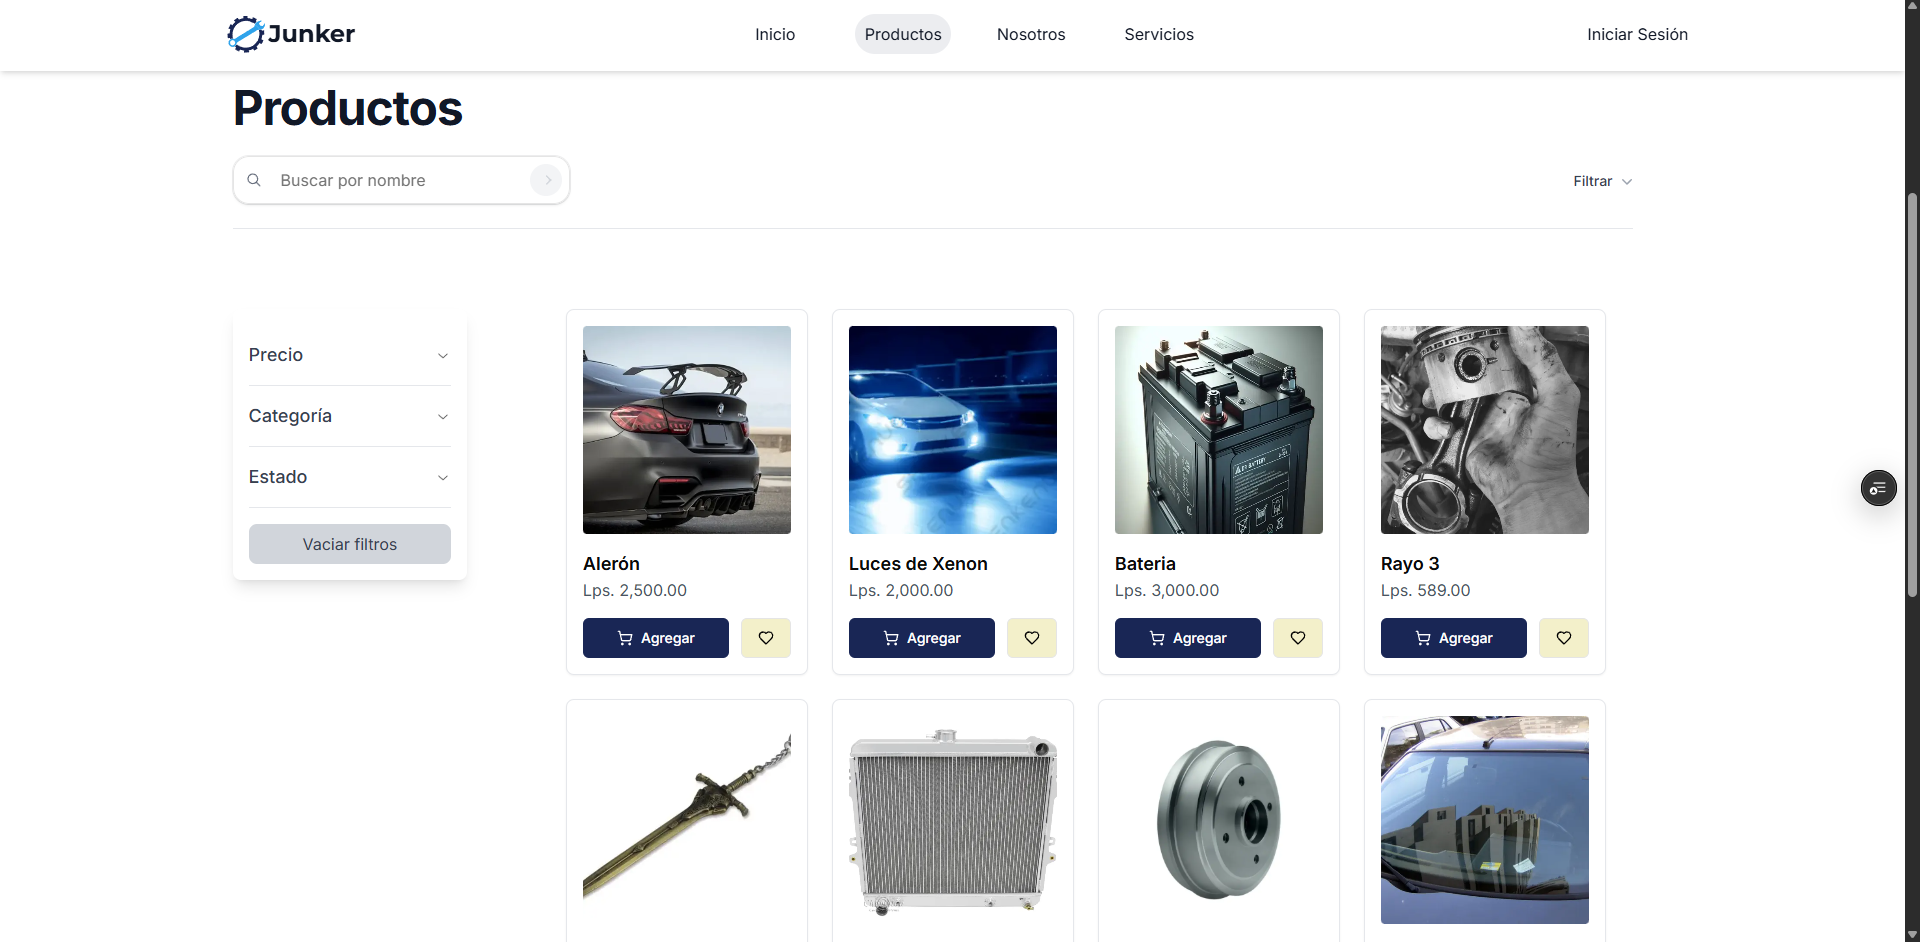 Junker
Inicio
Productos
Nosotros
Servicios
Iniciar Sesión
Productos
Buscar por nombre
Filtrar
Precio
Categoría
Estado
Vaciar filtros
Alerón
Lps. 2,500.00
Agregar
Luces de Xenon
Lps. 2,000.00
Agregar
Bateria
Lps. 3,000.00
Agregar
Rayo 3
Lps. 589.00
Agregar